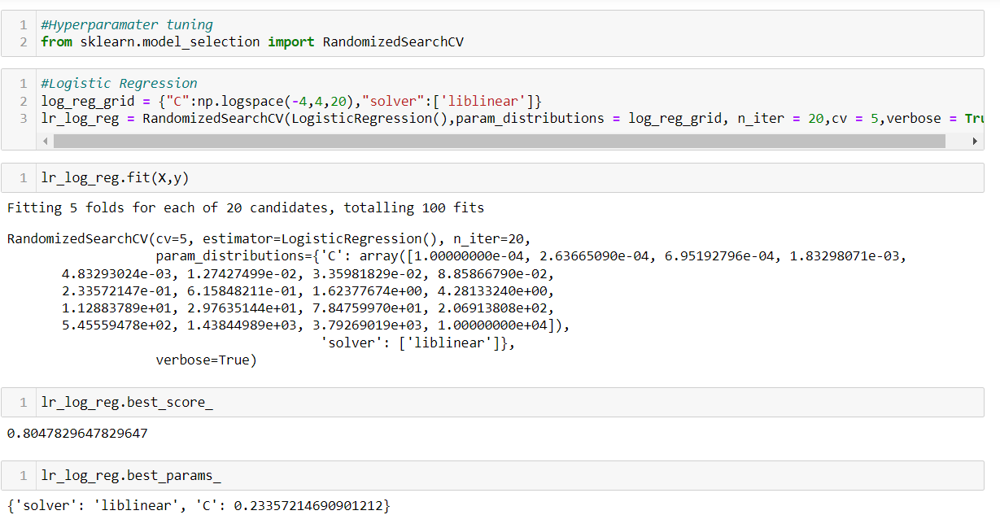 1 #Hyperparamater tuning
2 from sklearn.model_selection import RandomizedSearchCV
1 #Logistic Regression
2 log_reg_grid = {"C":np.logspace(-4,4,20),"solver":['liblinear']}
3 lr_log_reg = RandomizedSearchCV(LogisticRegression(),param_distributions = log_reg_grid, n_iter = 20,cv = 5,verbose = Tru
1 lr_log_reg.fit(X,y)
Fitting 5 folds for each of 20 candidates, totalling 100 fits
RandomizedSearchCV(cv=5, estimator=LogisticRegression(), n_iter=20,
param_distributions={'C': array([1.00000000e-04, 2.63665090e-04, 6.95192796e-04, 1.83298071e-03,
4.83293024e-03, 1.27427499e-02, 3.35981829e-02, 8.85866790e-02,
2.33572147e-01, 6.15848211e-01, 1.62377674e+00, 4.28133240e+00,
1.12883789e+01, 2.97635144e+01, 7.84759970e+01, 2.06913808e+02,
5.45559478e+02, 1.43844989e+03, 3.79269019e+03, 1.00000000e+04]),
'solver': ['liblinear']},
verbose=True)
1 lr_log_reg.best_score_
0.8047829647829647
1 lr_log_reg.best_params_
{'solver': 'liblinear', 'C': 0.23357214690901212}